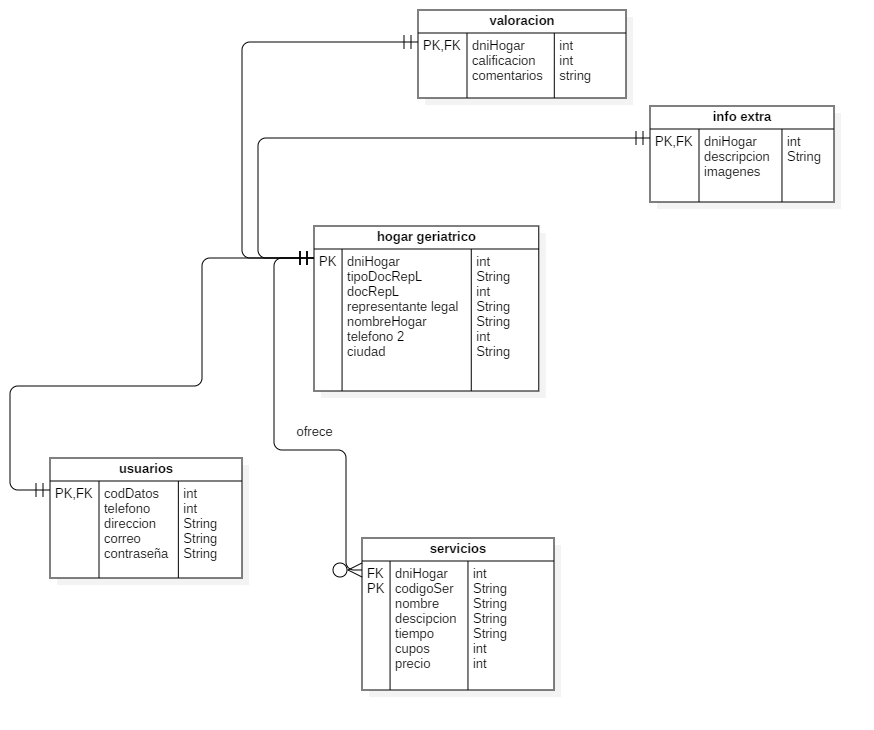 valoracion
PK,FK dniHogar int
calificacion int
comentarios string
info extra
PK,FK dniHogar int
descripcion String
imagenes
hogar geriatrico
PK dniHogar int
tipoDocRepL String
docRepL int
representante legal String
nombreHogar String
telefono 2 int
ciudad String
ofrece
usuarios
PK,FK codDatos int
telefono int
direccion String
correo String
contraseña String
servicios
FK dniHogar int
PK codigoSer String
nombre String
descipcion String
tiempo String
cupos int
precio int